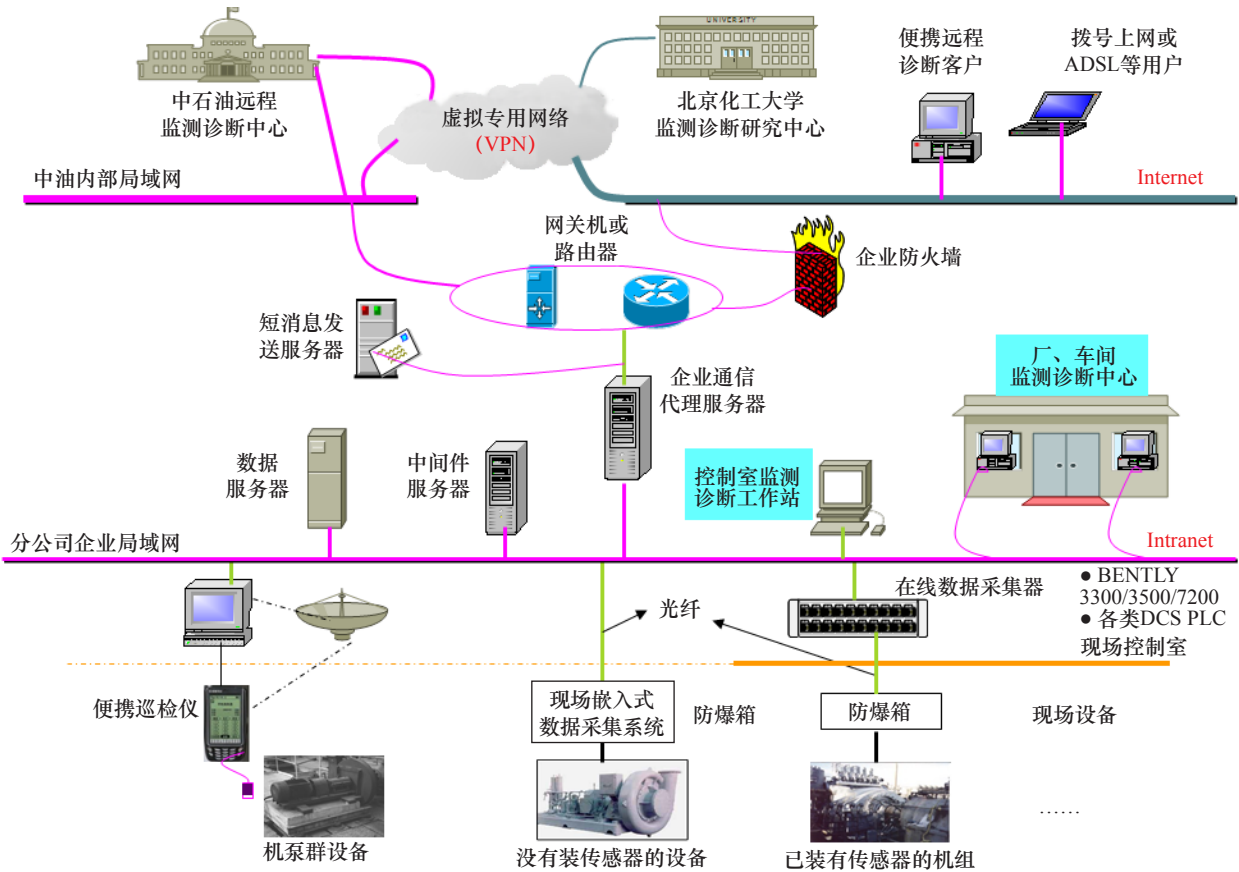 UNIVERSITY
中石油远程
监测诊断中心
虚拟专用网络
(VPN)
北京化工大学
监测诊断研究中心
便携远程
诊断客户
拨号上网或
ADSL等用户
中油内部局域网
Internet
网关机或
路由器
企业防火墙
短消息发
送服务器
企业通信
代理服务器
厂、车间
监测诊断中心
数据
服务器
中间件
服务器
控制室监测
诊断工作站
分公司企业局域网
Intranet
在线数据采集器
● BENTLY
3300/3500/7200
● 各类DCS PLC
现场控制室
光纤
便携巡检仪
现场嵌入式
数据采集系统
防爆箱
防爆箱
现场设备
机泵群设备
没有装传感器的设备
已装有传感器的机组
……